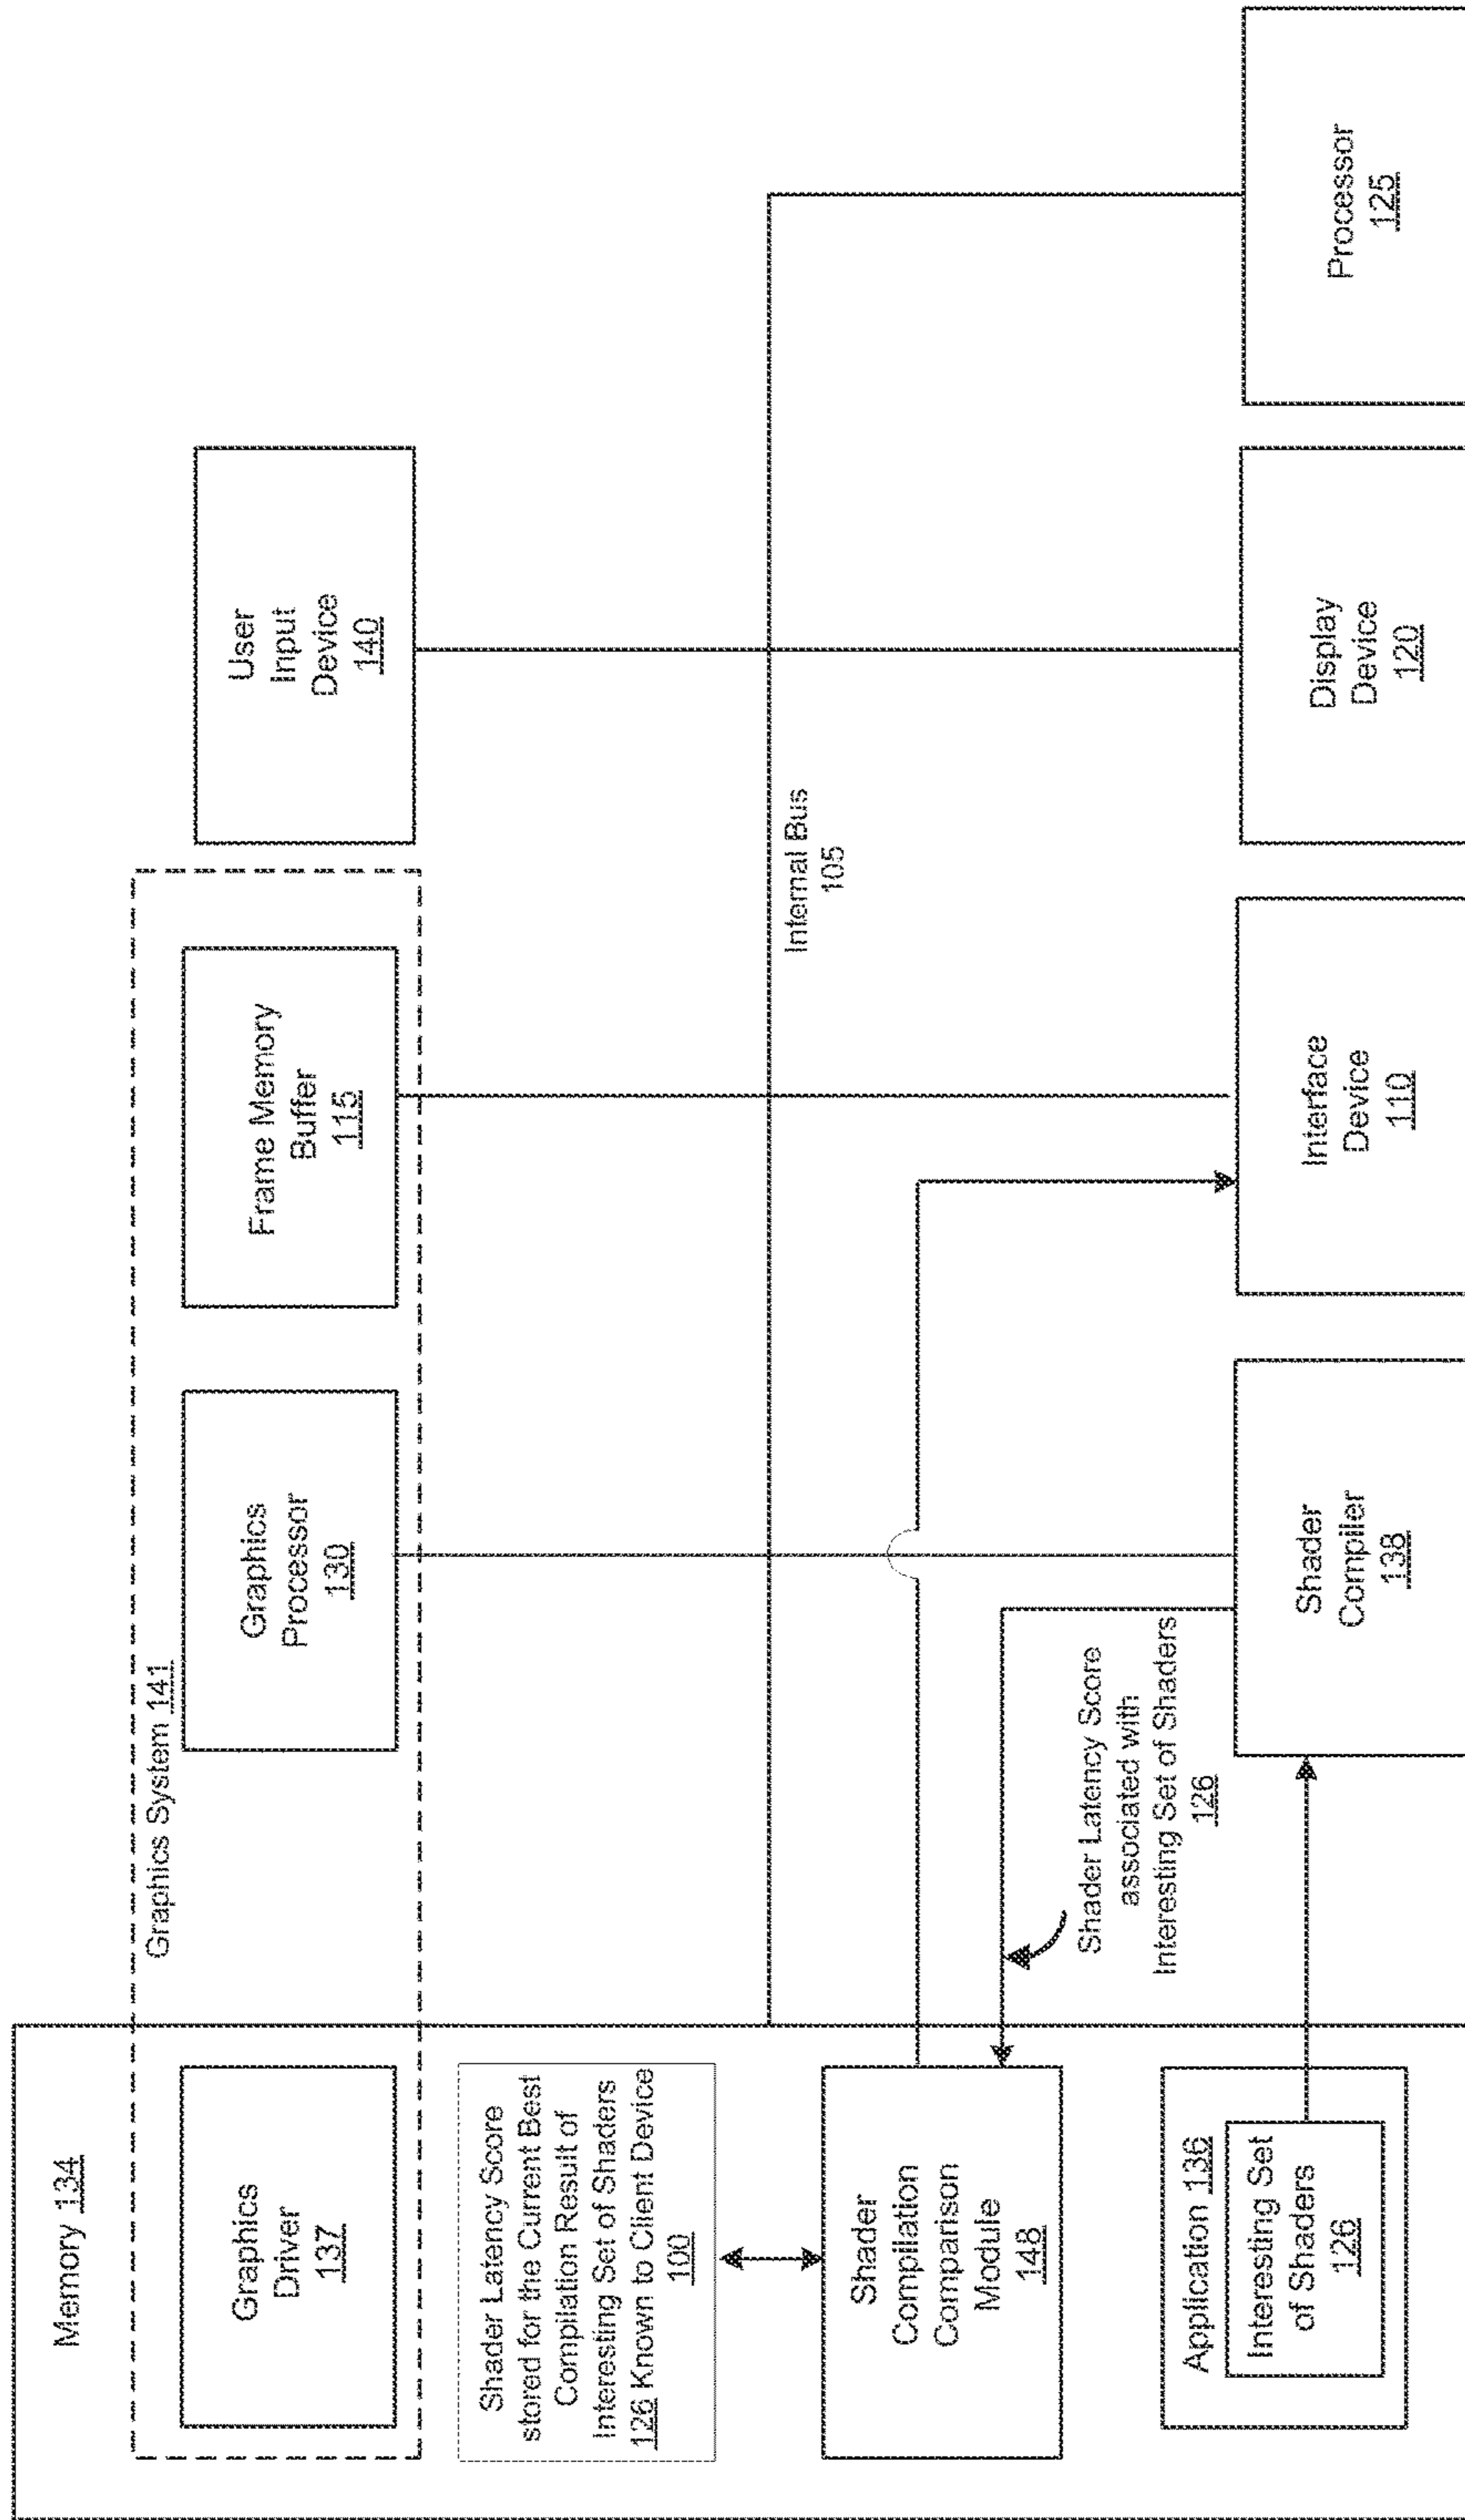 Memory 134
Graphics System 141
Graphics
Driver
137
Graphics
Processor
130
Frame Memory
Buffer
115
User
Input
Device
140
Shader Latency Score
stored for the Current Best
Compilation Result of
Interesting Set of Shaders
126 Known to Client Device
100
Internal Bus
105
Shader
Compilation
Comparison
Module
148
Shader Latency Score
associated with
Interesting Set of Shaders
126
Application 136
Interesting Set
of Shaders
126
Shader
Compiler
138
Interface
Device
110
Display
Device
120
Processor
125